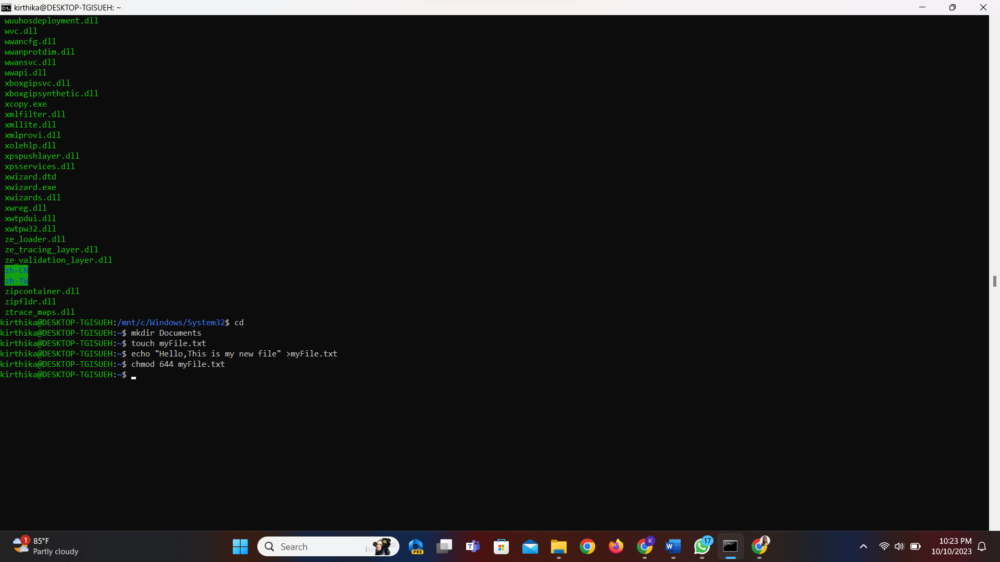 kirthika@DESKTOP-TGISUEH: ~
wuuhosdeployment.dll
wvc.dll
wwancfg.dll
wwanprotdim.dll
wwansvc.dll
wwapi.dll
xboxgipsvc.dll
xboxgipsynthetic.dll
xcopy.exe
xmlfilter.dll
xmllite.dll
xmlprovi.dll
xolehlp.dll
xpspushlayer.dll
xpsservices.dll
xwizard.dtd
xwizard.exe
xwizards.dll
xwreg.dll
xwtpdui.dll
xwtpw32.dll
ze_loader.dll
ze_tracing_layer.dll
ze_validation_layer.dll
zh-CN
zh-TW
zipcontainer.dll
zipfldr.dll
ztrace_maps.dll
kirthika@DESKTOP-TGISUEH:/mnt/c/Windows/System32$ cd
kirthika@DESKTOP-TGISUEH:~$ mkdir Documents
kirthika@DESKTOP-TGISUEH:~$ touch myFile.txt
kirthika@DESKTOP-TGISUEH:~$ echo "Hello,This is my new file" >myFile.txt
kirthika@DESKTOP-TGISUEH:~$ chmod 644 myFile.txt
kirthika@DESKTOP-TGISUEH:~$
1
85°F
Partly cloudy
Search
PRE
K
17
10:23 PM
10/10/2023